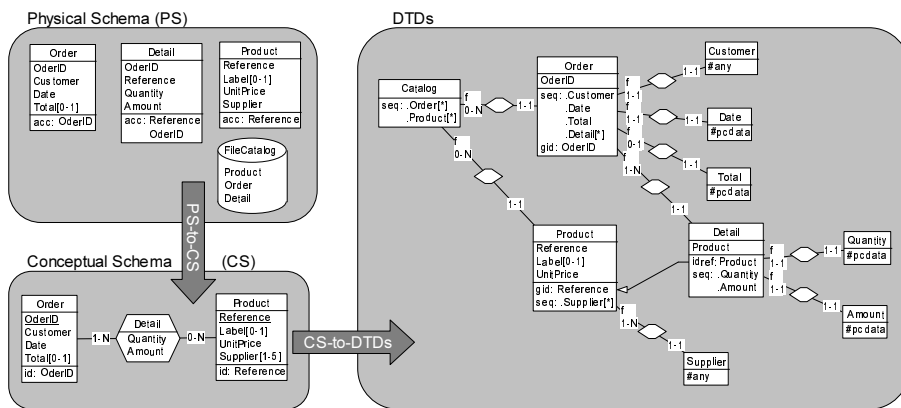 Physical Schema (PS)
Order
OderID
Customer
Date
Total[0-1]
acc: OderID
Detail
OderID
Reference
Quantity
Amount
acc: Reference
OderID
Product
Reference
Label[0-1]
UnitPrice
Supplier
acc: Reference
FileCatalog
Product
Order
Detail
PS-to-CS
Conceptual Schema (CS)
Order
OderID
Customer
Date
Total[0-1]
id: OderID
1-N
Detail
Quantity
Amount
0-N
Product
Reference
Label[0-1]
UnitPrice
Supplier[1-5]
id: Reference
CS-to-DTDs
DTDs
Catalog
seq: .Order[*]
.Product[*]
f
0-N
1-1
f
0-N
1-1
Order
OderID
seq: .Customer
.Date
.Total
.Detail[*]
gid: OderID
f
1-1
1-1
f
1-1
1-1
f
0-1
1-1
f
1-N
1-1
Customer
#any
Date
#pcdata
Total
#pcdata
Product
Reference
Label[0-1]
UnitPrice
gid: Reference
seq: .Supplier[*]
f
1-N
1-1
Supplier
#any
Detail
Product
idref: Product
seq: .Quantity
.Amount
f
1-1
1-1
f
1-1
1-1
Quantity
#pcdata
Amount
#pcdata